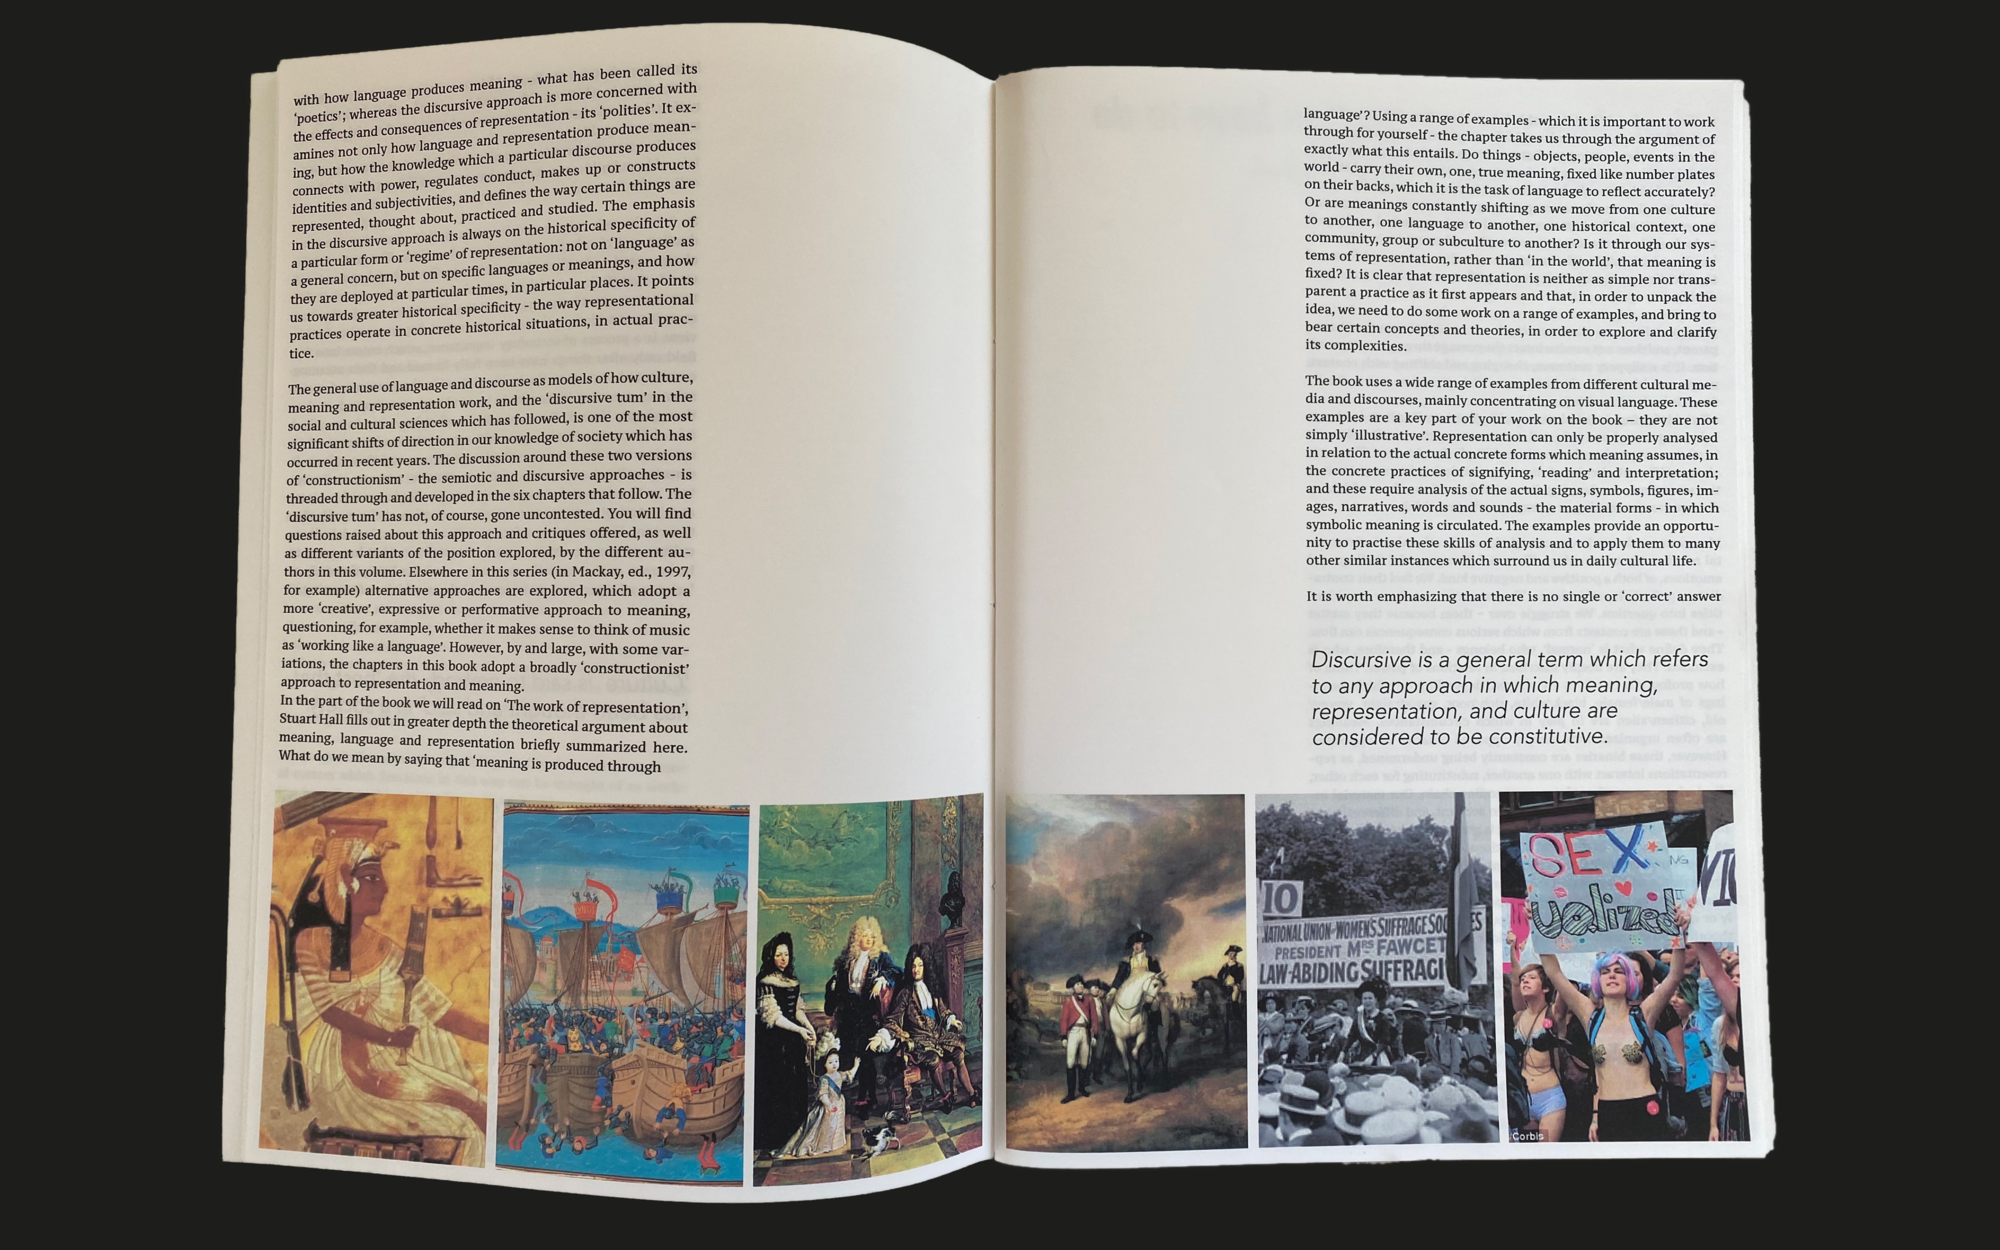 with how language produces meaning - what has been called its
‘poetics’; whereas the discursive approach is more concerned with
the effects and consequences of representation - its ‘polities’. It ex-
amines not only how language and representation produce mean-
ing, but how the knowledge which a particular discourse produces
connects with power, regulates conduct, makes up or constructs
identities and subjectivities, and defines the way certain things are
represented, thought about, practiced and studied. The emphasis
in the discursive approach is always on the historical specificity of
a particular form or ‘regime’ of representation: not on ‘language’ as
a general concern, but on specific languages or meanings, and how
they are deployed at particular times, in particular places. It points
us towards greater historical specificity - the way representational
practices operate in concrete historical situations, in actual prac-
tice.
The general use of language and discourse as models of how culture,
meaning and representation work, and the ‘discursive tum’ in the
social and cultural sciences which has followed, is one of the most
significant shifts of direction in our knowledge of society which has
occurred in recent years. The discussion around these two versions
of ‘constructionism’ - the semiotic and discursive approaches - is
threaded through and developed in the six chapters that follow. The
‘discursive tum’ has not, of course, gone uncontested. You will find
questions raised about this approach and critiques offered, as well
as different variants of the position explored, by the different au-
thors in this volume. Elsewhere in this series (in Mackay, ed., 1997,
for example) alternative approaches are explored, which adopt a
more ‘creative’, expressive or performative approach to meaning,
questioning, for example, whether it makes sense to think of music
as ‘working like a language’. However, by and large, with some var-
iations, the chapters in this book adopt a broadly ‘constructionist’
approach to representation and meaning.
In the part of the book we will read on ‘The work of representation’,
Stuart Hall fills out in greater depth the theoretical argument about
meaning, language and representation briefly summarized here.
What do we mean by saying that ‘meaning is produced through
language’? Using a range of examples - which it is important to work
through for yourself - the chapter takes us through the argument of
exactly what this entails. Do things - objects, people, events in the
world - carry their own, one, true meaning, fixed like number plates
on their backs, which it is the task of language to reflect accurately?
Or are meanings constantly shifting as we move from one culture
to another, one language to another, one historical context, one
community, group or subculture to another? Is it through our sys-
tems of representation, rather than ‘in the world’, that meaning is
fixed? It is clear that representation is neither as simple nor trans-
parent a practice as it first appears and that, in order to unpack the
idea, we need to do some work on a range of examples, and bring to
bear certain concepts and theories, in order to explore and clarify
its complexities.
The book uses a wide range of examples from different cultural me-
dia and discourses, mainly concentrating on visual language. These
examples are a key part of your work on the book – they are not
simply ‘illustrative’. Representation can only be properly analysed
in relation to the actual concrete forms which meaning assumes, in
the concrete practices of signifying, ‘reading’ and interpretation;
and these require analysis of the actual signs, symbols, figures, im-
ages, narratives, words and sounds - the material forms - in which
symbolic meaning is circulated. The examples provide an opportu-
nity to practise these skills of analysis and to apply them to many
other similar instances which surround us in daily cultural life.
It is worth emphasizing that there is no single or ‘correct’ answer
Discursive is a general term which refers
to any approach in which meaning,
representation, and culture are
considered to be constitutive.
10
NATIONAL UNION WOMEN'S SUFFRAGE SOC ES
PRESIDENT MRS FAWCET
LAW-ABIDING SUFFRAGI
SEX
Ualized
NG
VIC
Corbis